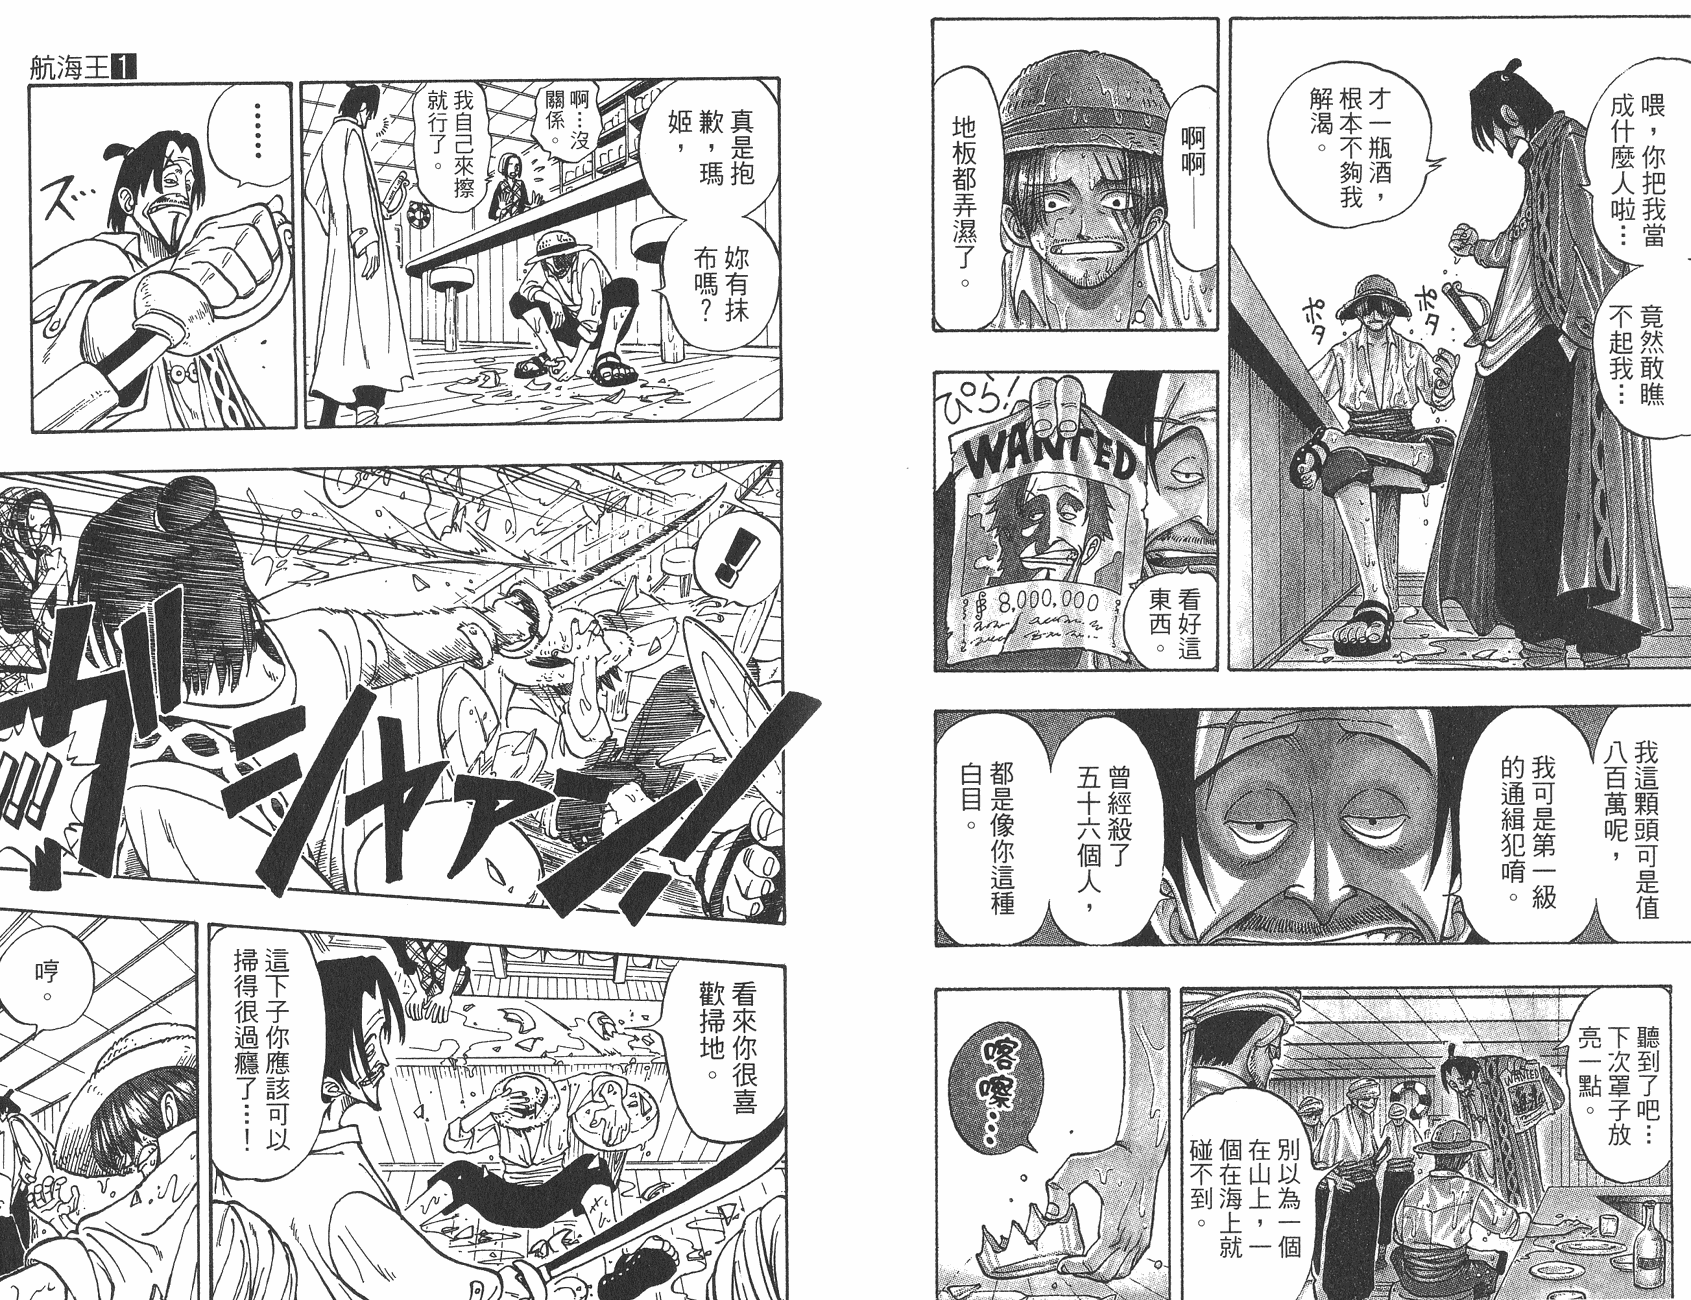 喂，你把我當
成什麼人啦…
竟然敢瞧
不起我…
才一瓶酒，
根本不夠我
解渴。
ポタ
ポタ
啊
啊——
地板都弄濕了。
ぴら!
WANTED
8,000,000
看好這
東西。
我這顆頭可是值
八百萬呢，
我可是第一級
的通緝犯唷。
曾經殺了
五十六個人，
都是像你這種
白目。
聽到了吧…
下次罩子放
亮一點。
WANTED
別以為一個
在山上，一
個在海上就
碰不到。
喀嚓…
航海王1
真是抱
歉，瑪
姬，
妳有抹
布嗎？
啊…沒
關係。
我自己來擦
就行了。
……
ズ…
!!
ガシャアーン!!
!!!
看來你很喜
歡掃地。
這下子你應該可以
掃得很過癮了…！
哼。